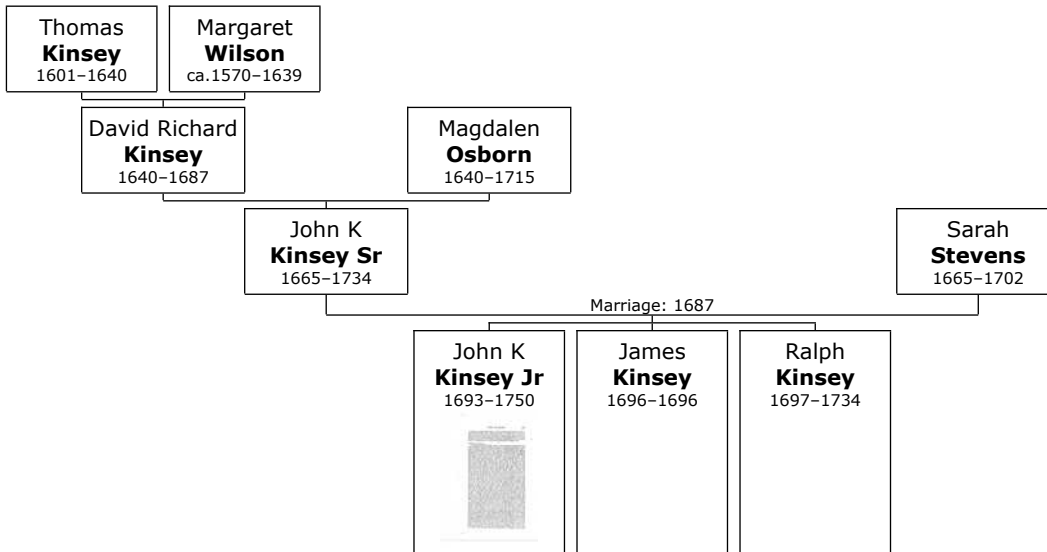 Thomas
Kinsey
1601–1640
Margaret
Wilson
ca.1570–1639
David Richard
Kinsey
1640–1687
Magdalen
Osborn
1640–1715
John K
Kinsey Sr
1665–1734
Sarah
Stevens
1665–1702
Marriage: 1687
John K
Kinsey Jr
1693–1750
James
Kinsey
1696–1696
Ralph
Kinsey
1697–1734